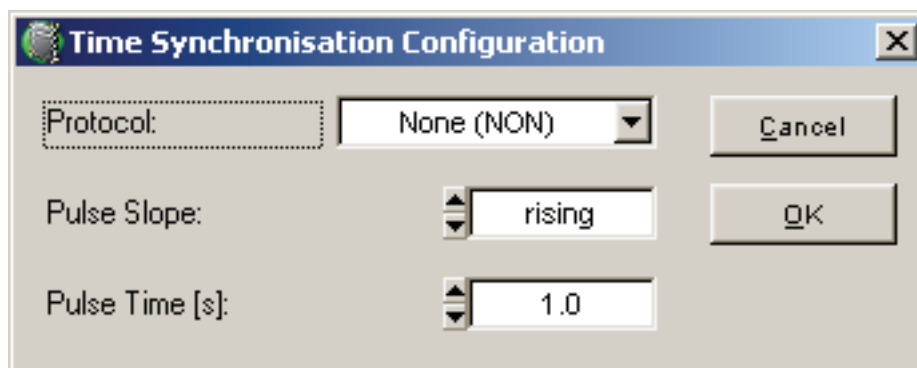 Time Synchronisation Configuration
Protocol: None (NON) Cancel
Pulse Slope: rising OK
Pulse Time [s]: 1.0